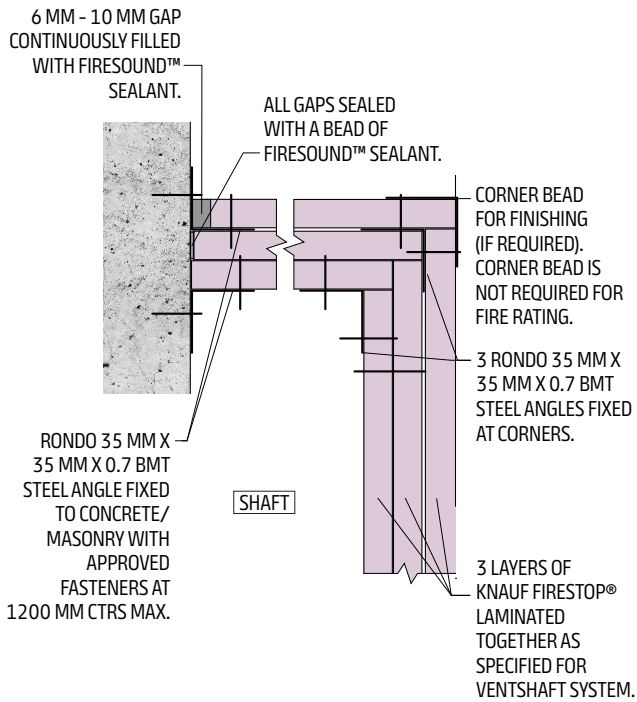 6 MM - 10 MM GAP
CONTINUOUSLY FILLED
WITH FIRESOUND™
SEALANT.
ALL GAPS SEALED
WITH A BEAD OF
FIRESOUND™ SEALANT.
CORNER BEAD
FOR FINISHING
(IF REQUIRED).
CORNER BEAD IS
NOT REQUIRED FOR
FIRE RATING.
3 RONDO 35 MM X
35 MM X 0.7 BMT
STEEL ANGLES FIXED
AT CORNERS.
RONDO 35 MM X
35 MM X 0.7 BMT
STEEL ANGLE FIXED
TO CONCRETE/
MASONRY WITH
APPROVED
FASTENERS AT
1200 MM CTRS MAX.
SHAFT
3 LAYERS OF
KNAUF FIRESTOP®
LAMINATED
TOGETHER AS
SPECIFIED FOR
VENTSHAFT SYSTEM.